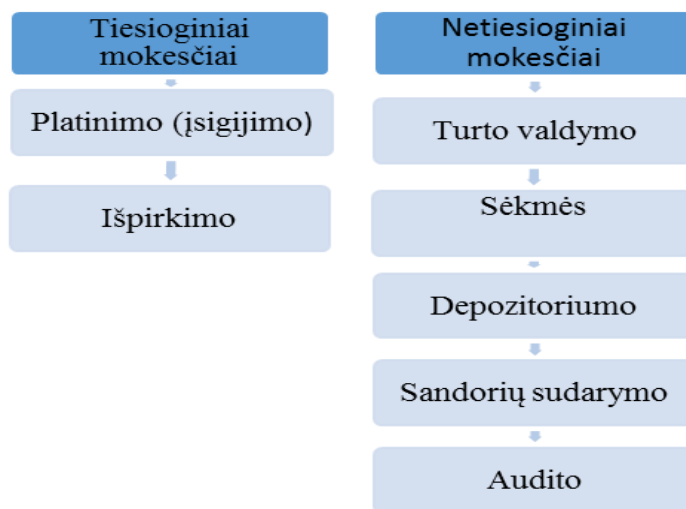 Tiesioginiai
mokesčiai
Platinimo (įsigijimo)
Išpirkimo
Netiesioginiai
mokesčiai
Turto valdymo
Sėkmės
Depozitoriumo
Sandorių sudarymo
Audito